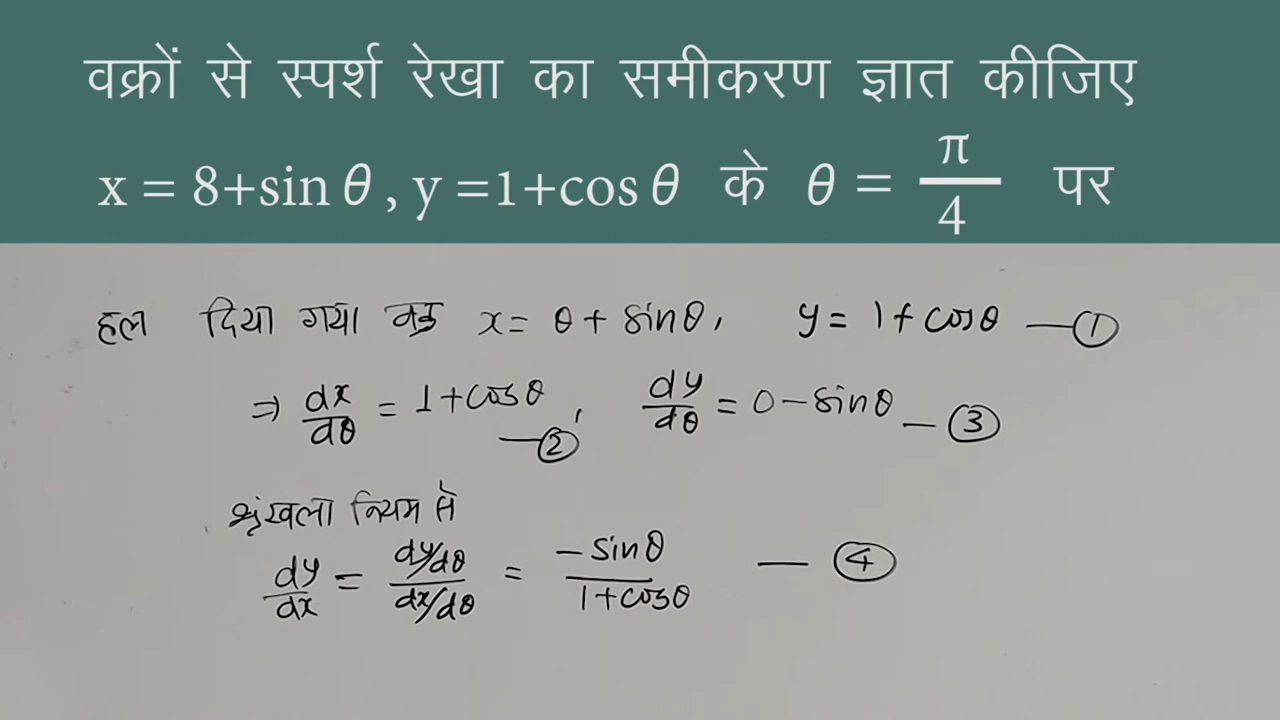 वक्रों से स्पर्श रेखा का समीकरण ज्ञात कीजिए
x = 8+sin θ , y =1+cos θ के θ = π/4 पर
हल दिया गया वक्र x = θ + sinθ, y = 1 + cosθ — ①
⇒ dx/dθ = 1 + cosθ — ②, dy/dθ = 0 - sinθ — ③
श्रृंखला नियम से
dy/dx = (dy/dθ)/(dx/dθ) = -sinθ/(1+cosθ) — ④